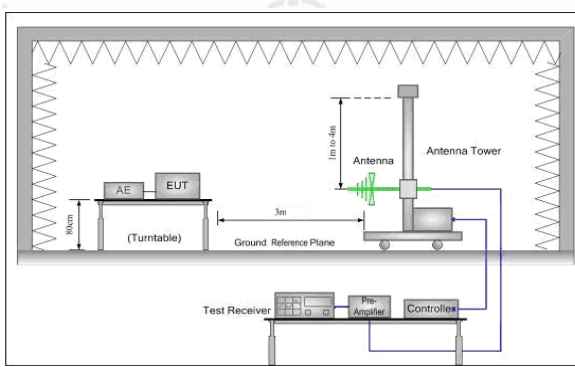 1m to 4m
Antenna
Antenna Tower
AE
EUT
80cm
(Turntable)
3m
Ground Reference Plane
Test Receiver
Pre-
Amplifier
Controller